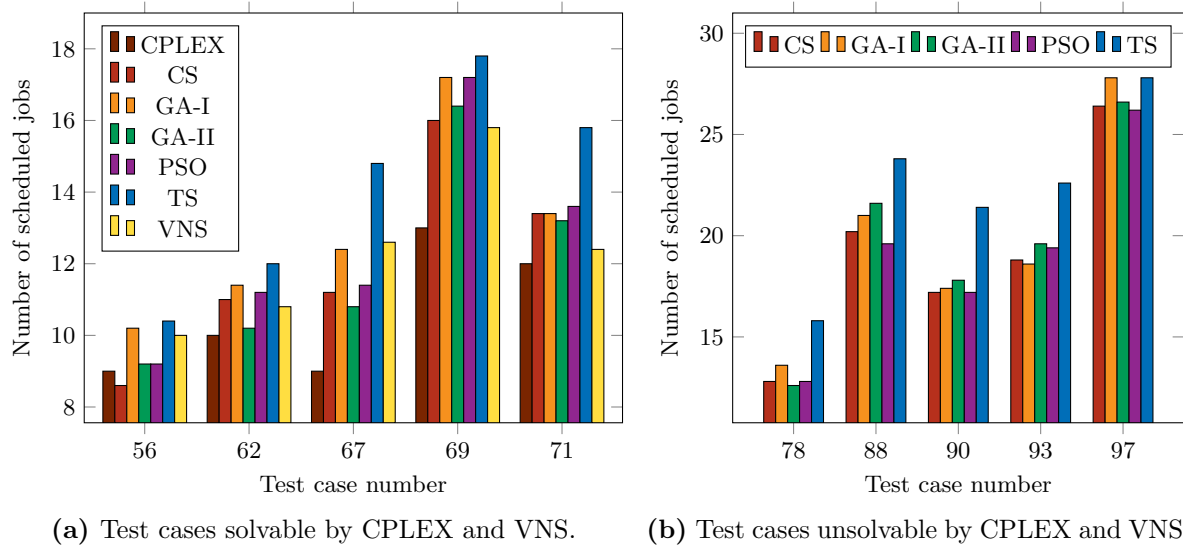 CPLEX
CS
GA-I
GA-II
PSO
TS
VNS
Number of scheduled jobs
18
16
14
12
10
8
56 62 67 69 71
Test case number
(a) Test cases solvable by CPLEX and VNS.
CS GA-I GA-II PSO TS
Number of scheduled jobs
30
25
20
15
78 88 90 93 97
Test case number
(b) Test cases unsolvable by CPLEX and VNS